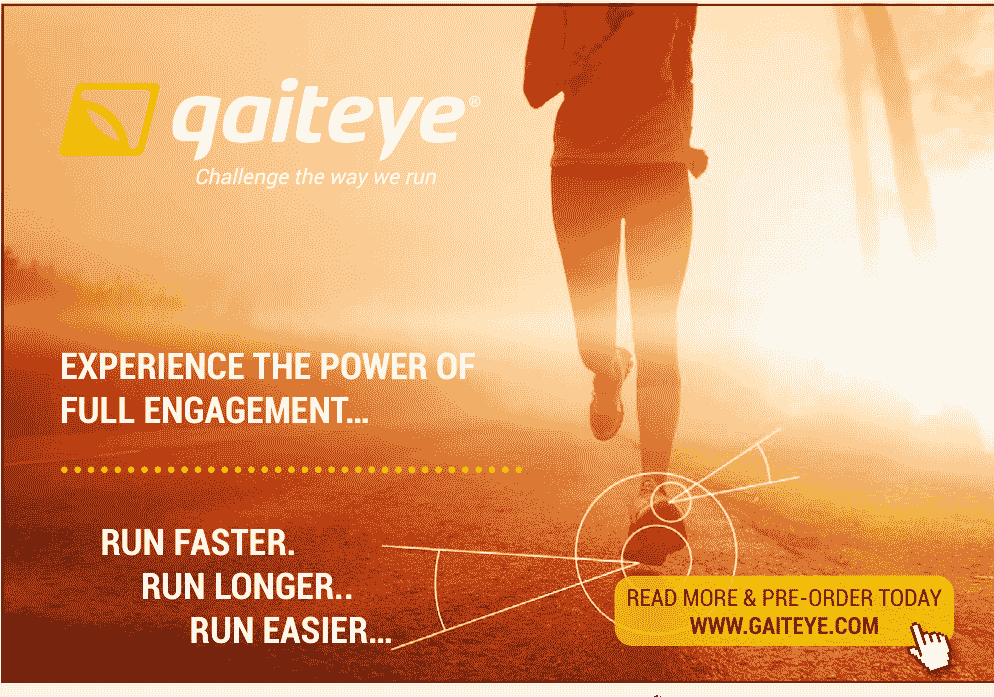 gaiteye®
Challenge the way we run
EXPERIENCE THE POWER OF
FULL ENGAGEMENT...
RUN FASTER.
RUN LONGER..
RUN EASIER...
READ MORE & PRE-ORDER TODAY
WWW.GAITEYE.COM